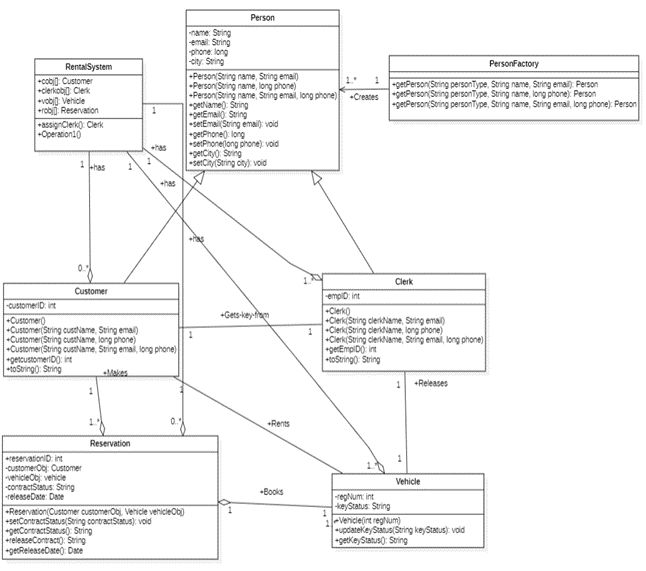 Person
-name: String
-email: String
-phone: long
-city: String
+Person(String name, String email)
+Person(String name, long phone)
+Person(String name, String email, long phone)
+getName(): String
+getEmail(): String
+setEmail(String email): void
+getPhone(): long
+setPhone(long phone): void
+getCity(): String
+setCity(String city): void
RentalSystem
+cobj[]: Customer
+clerkobj[]: Clerk
+vobj[]: Vehicle
+robj[]: Reservation
+assignClerk(): Clerk
+Operation1()
PersonFactory
+getPerson(String personType, String name, String email): Person
+getPerson(String personType, String name, long phone): Person
+getPerson(String personType, String name, String email, long phone): Person
1..*
1
+Creates
1
1
+has
1
1
+has
+has
+has
0..*
1..*
Customer
-customerID: int
+Customer()
+Customer(String custName, String email)
+Customer(String custName, long phone)
+Customer(String custName, String email, long phone)
+getcustomerID(): int
+toString(): String
+Gets-key-from
1
1
Clerk
-empID: int
+Clerk()
+Clerk(String clerkName, String email)
+Clerk(String clerkName, long phone)
+Clerk(String clerkName, String email, long phone)
+getEmpID(): int
+toString(): String
+Makes
1
1
1
+Releases
1..*
0..*
+Rents
1
1..*
Reservation
+reservationID: int
-customerObj: Customer
-vehicleObj: vehicle
-contractStatus: String
-releaseDate: Date
+Reservation(Customer customerObj, Vehicle vehicleObj)
+setContractStatus(String contractStatus): void
+getContractStatus(): String
+releaseContract(): String
+getReleaseDate(): Date
+Books
1
1
1
Vehicle
-regNum: int
-keyStatus: String
+Vehicle(int regNum)
+updateKeyStatus(String keyStatus): void
+getKeyStatus(): String